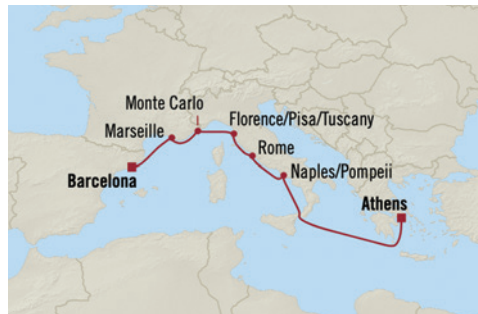 Monte Carlo
Florence/Pisa/Tuscany
Marseille
Rome
Barcelona
Naples/Pompeii
Athens